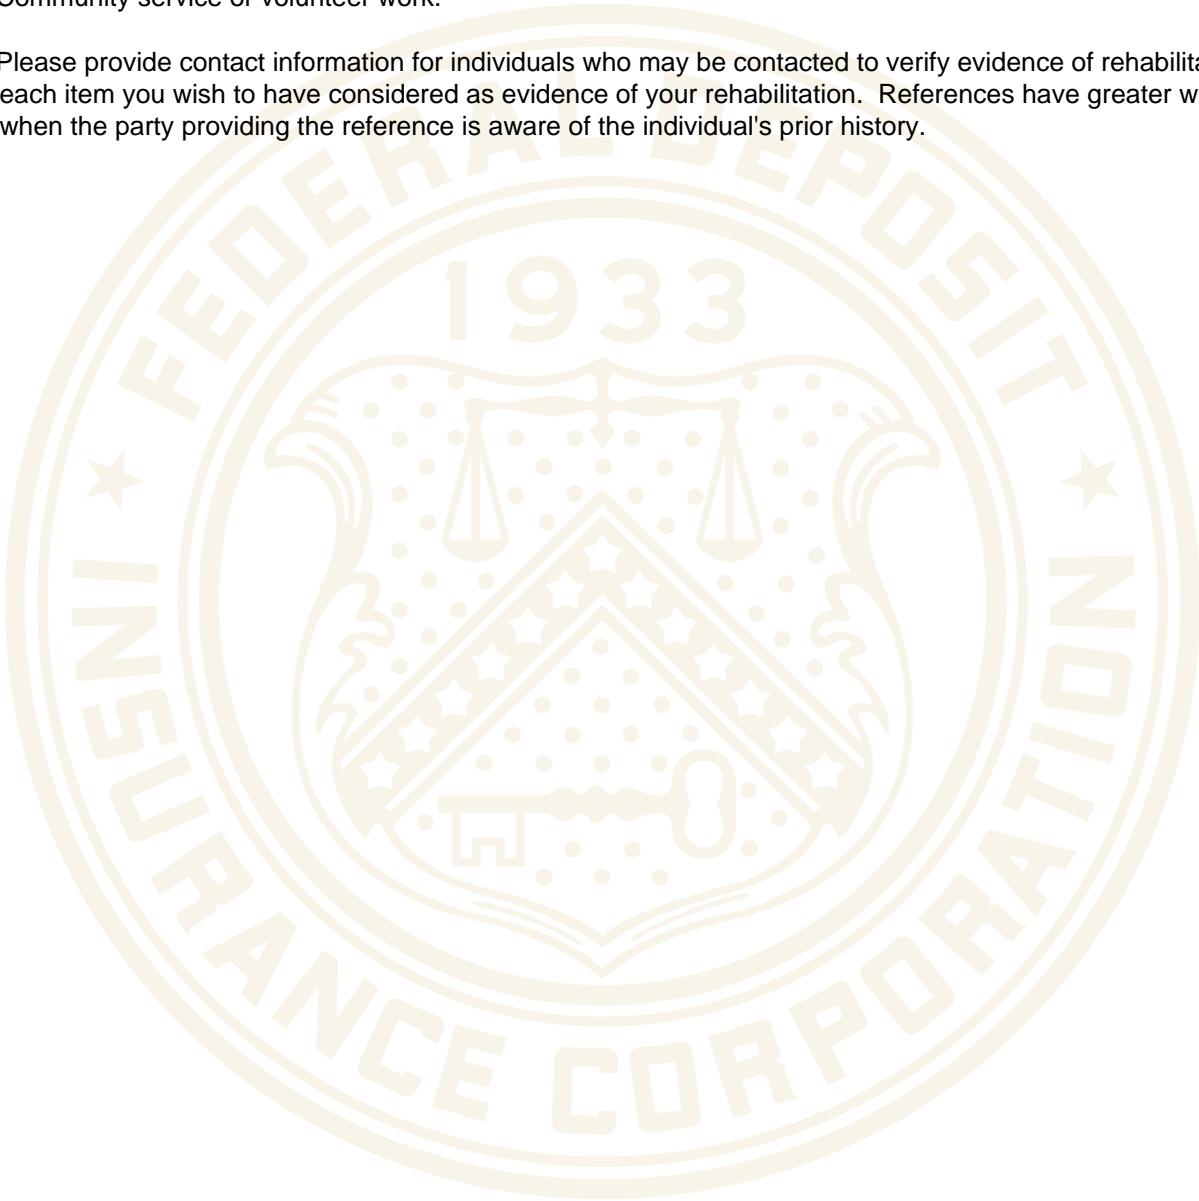 Community service or volunteer work.
Please provide contact information for individuals who may be contacted to verify evidence of
each item you wish to have considered as evidence of your rehabilitation. References have greater
when the party providing the reference is aware of the individual's prior history.
FEDERAL DEPOSIT
1933
INSURANCE CORPORATION